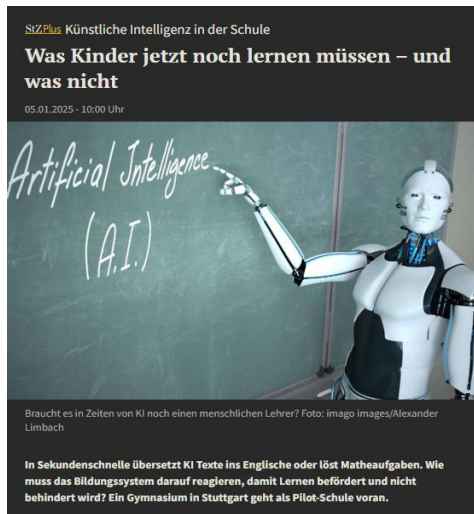 StZPlus Künstliche Intelligenz in der Schule
Was Kinder jetzt noch lernen müssen – und
was nicht
05.01.2025 - 10:00 Uhr
Artificial Intelligence
(A.I.)
Braucht es in Zeiten von KI noch einen menschlichen Lehrer? Foto: imago images/Alexander
Limbach
In Sekundenschnelle übersetzt KI Texte ins Englische oder löst Matheaufgaben. Wie
muss das Bildungssystem darauf reagieren, damit Lernen befördert und nicht
behindert wird? Ein Gymnasium in Stuttgart geht als Pilot-Schule voran.